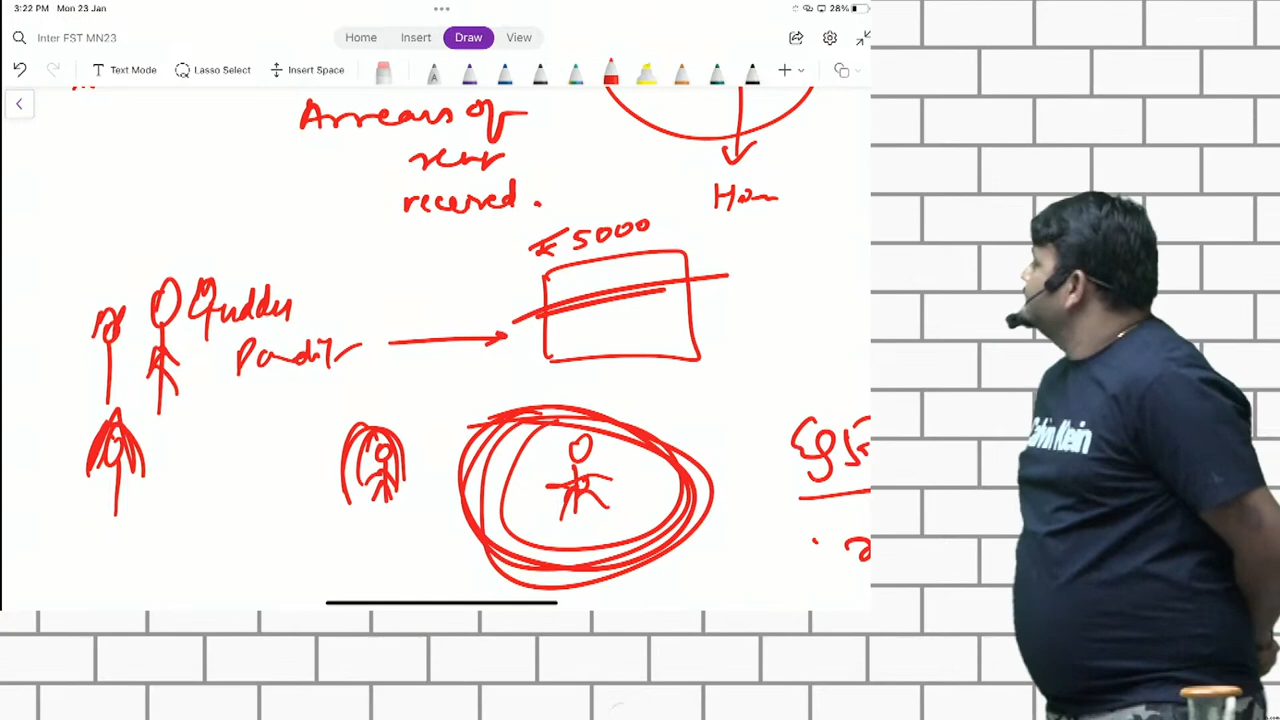 3:22 PM Mon 23 Jan
28%
Inter FST MN23
Home Insert Draw View
Text Mode Lasso Select Insert Space
Arrears of
rent
received.
₹5000
Guddu
Pandit
Calvin Klein